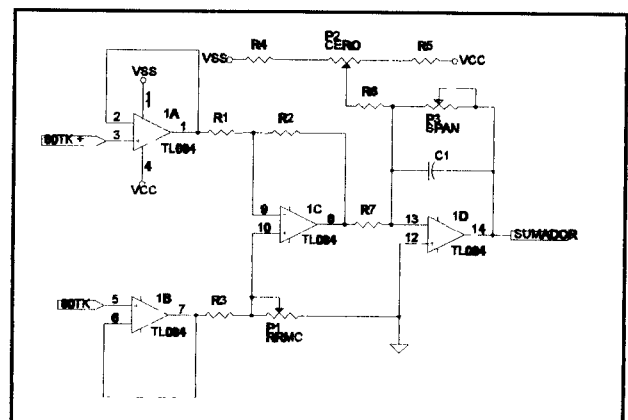 P2
CERO
R4
R5
VSS
VCC
VSS
1
1A
2
1
3
R1
R2
R6
P3
SPAN
TL084
4
VCC
C1
9
1C
8
R7
13
1D
10
14
SUMADOR
12
TL084
TL084
5
1B
7
R3
6
TL084
P1
RRMC